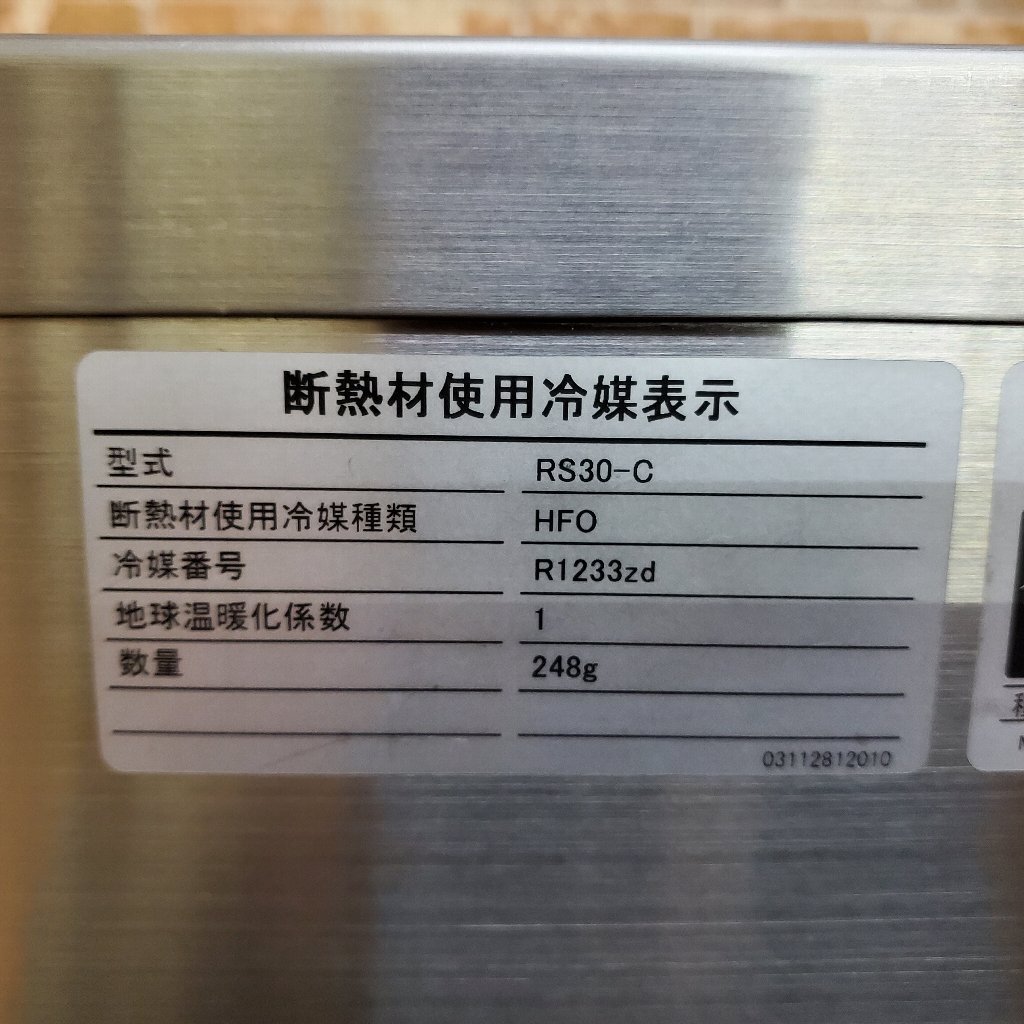 断熱材使用冷媒表示
型式 RS30-C
断熱材使用冷媒種類 HFO
冷媒番号 R1233zd
地球温暖化係数 1
数量 248g
03112812010